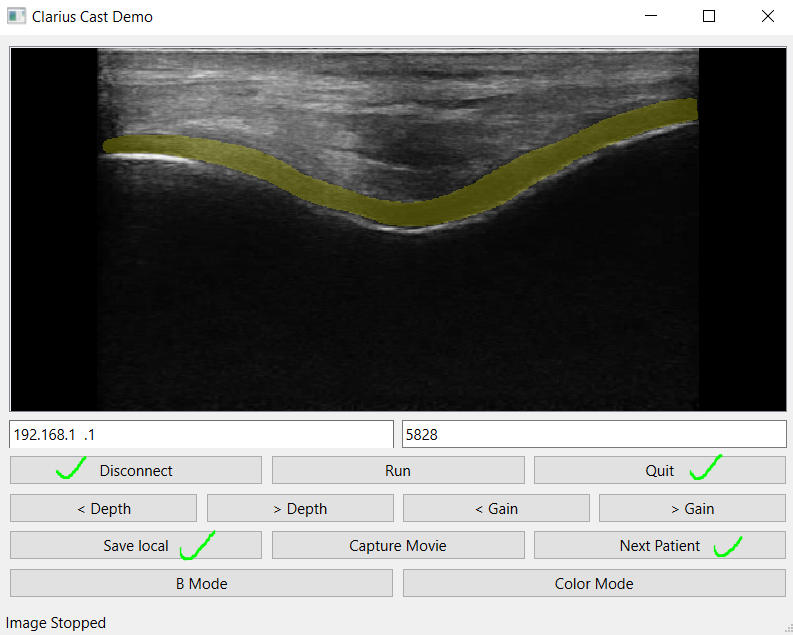 Clarius Cast Demo
192.168.1  .1 5828
Disconnect Run Quit
< Depth > Depth < Gain > Gain
Save local Capture Movie Next Patient
B Mode Color Mode
Image Stopped